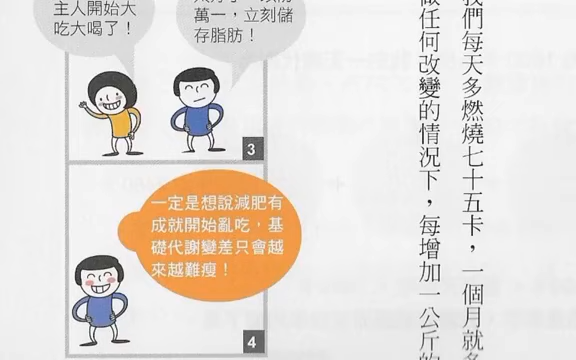 主人開始大
吃大喝了！
萬一，立刻儲
存脂肪！
3
一定是想說減肥有
成就開始亂吃，基
礎代謝變差只會越
來越難瘦！
4
我們每天多燃燒七十五卡，一個月就多
做任何改變的情況下，每增加一公斤的